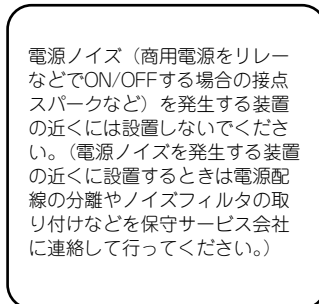 電源ノイズ（商用電源をリレー
などでON/OFFする場合の接点
スパークなど）を発生する装置
の近くには設置しないでくださ
い。（電源ノイズを発生する装置
の近くに設置するときは電源配
線の分離やノイズフィルタの取
り付けなどを保守サービス会社
に連絡して行ってください。）